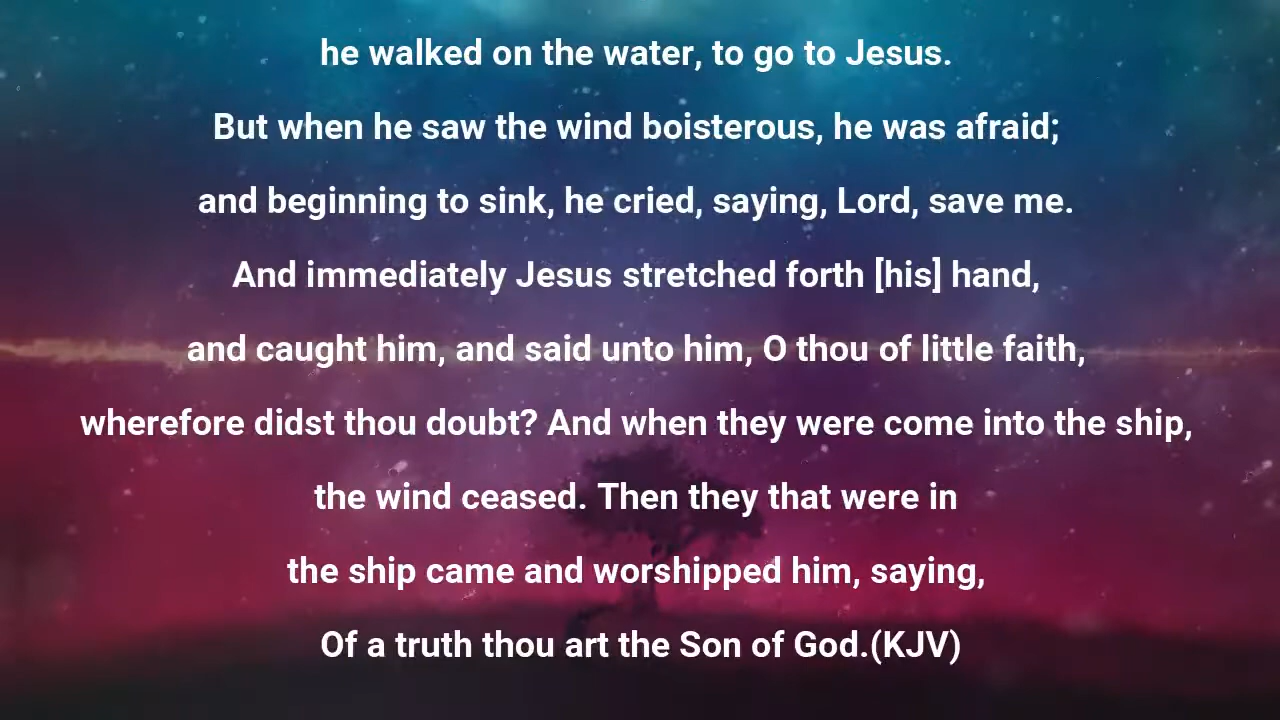 he walked on the water, to go to Jesus.
But when he saw the wind boisterous, he was afraid;
and beginning to sink, he cried, saying, Lord, save me.
And immediately Jesus stretched forth [his] hand,
and caught him, and said unto him, O thou of little faith,
wherefore didst thou doubt? And when they were come into the ship,
the wind ceased. Then they that were in
the ship came and worshipped him, saying,
Of a truth thou art the Son of God.(KJV)